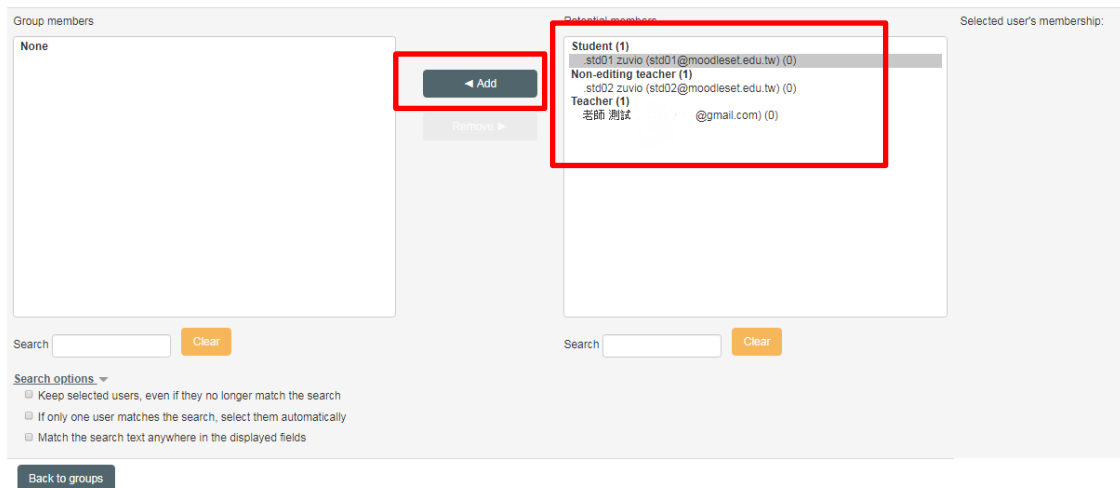 Group members
None
◄ Add
Remove ►
Potential members
Student (1)
.std01 zuvio (std01@moodleset.edu.tw) (0)
Non-editing teacher (1)
.std02 zuvio (std02@moodleset.edu.tw) (0)
Teacher (1)
老師 測試 @gmail.com) (0)
Selected user's membership:
Search
Clear
Search
Clear
Search options
Keep selected users, even if they no longer match the search
If only one user matches the search, select them automatically
Match the search text anywhere in the displayed fields
Back to groups